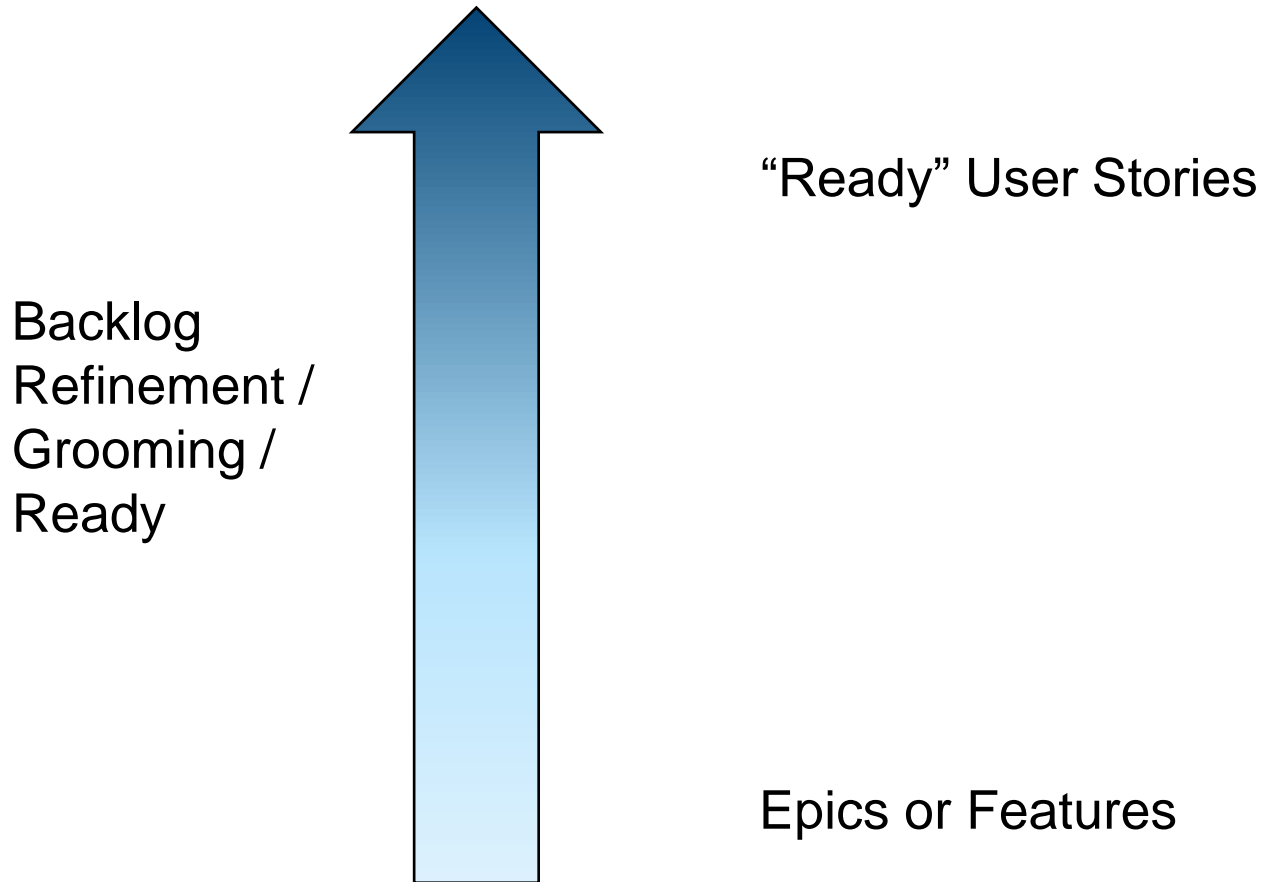 “Ready” User Stories
Backlog
Refinement /
Grooming /
Ready
Epics or Features